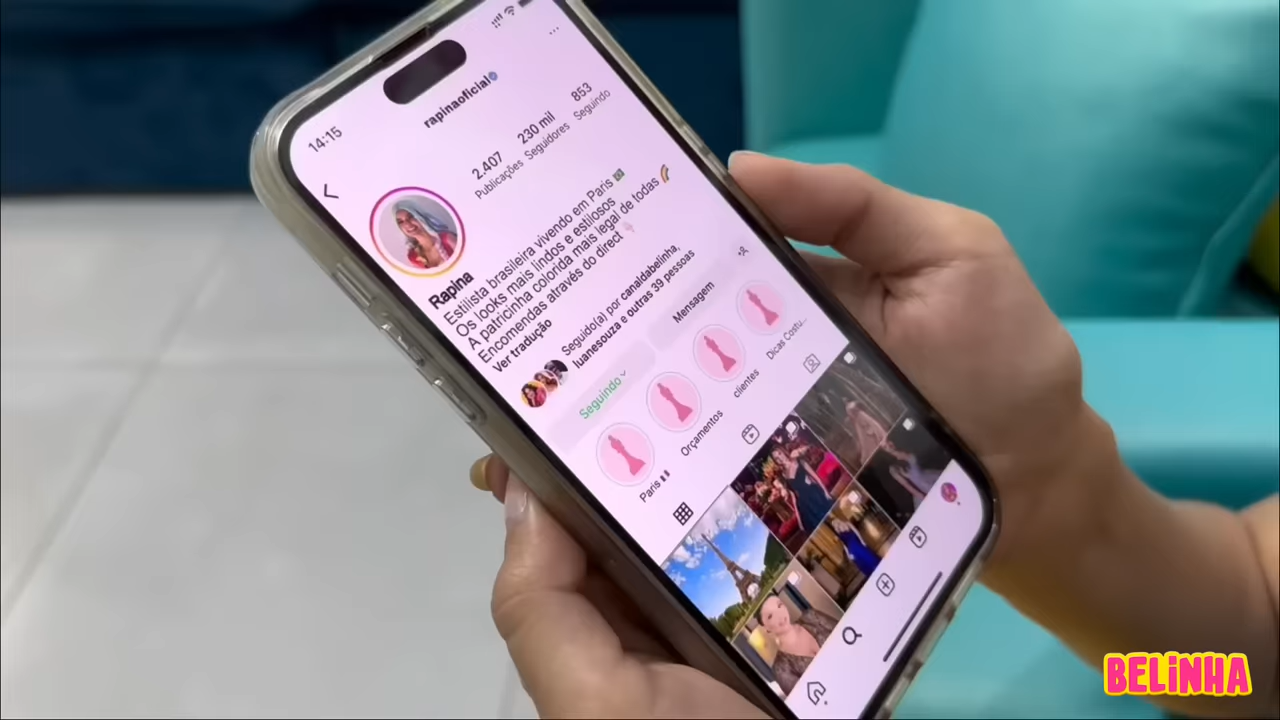 14:15
rapinaoficial
2.407
Publicações
230 mil
Seguidores
853
Seguindo
Rapina
Estilista brasileira vivendo em Paris 🇧🇷
Os looks mais lindos e estilosos
A patricinha colorida mais legal de todas 🌈
Encomendas através do direct
Ver tradução
Seguido(a) por canaldabelinha,
luanesouza e outras 39 pessoas
Seguindo
Mensagem
Paris
Orçamentos
clientes
Dicas Costu...
BELINHA